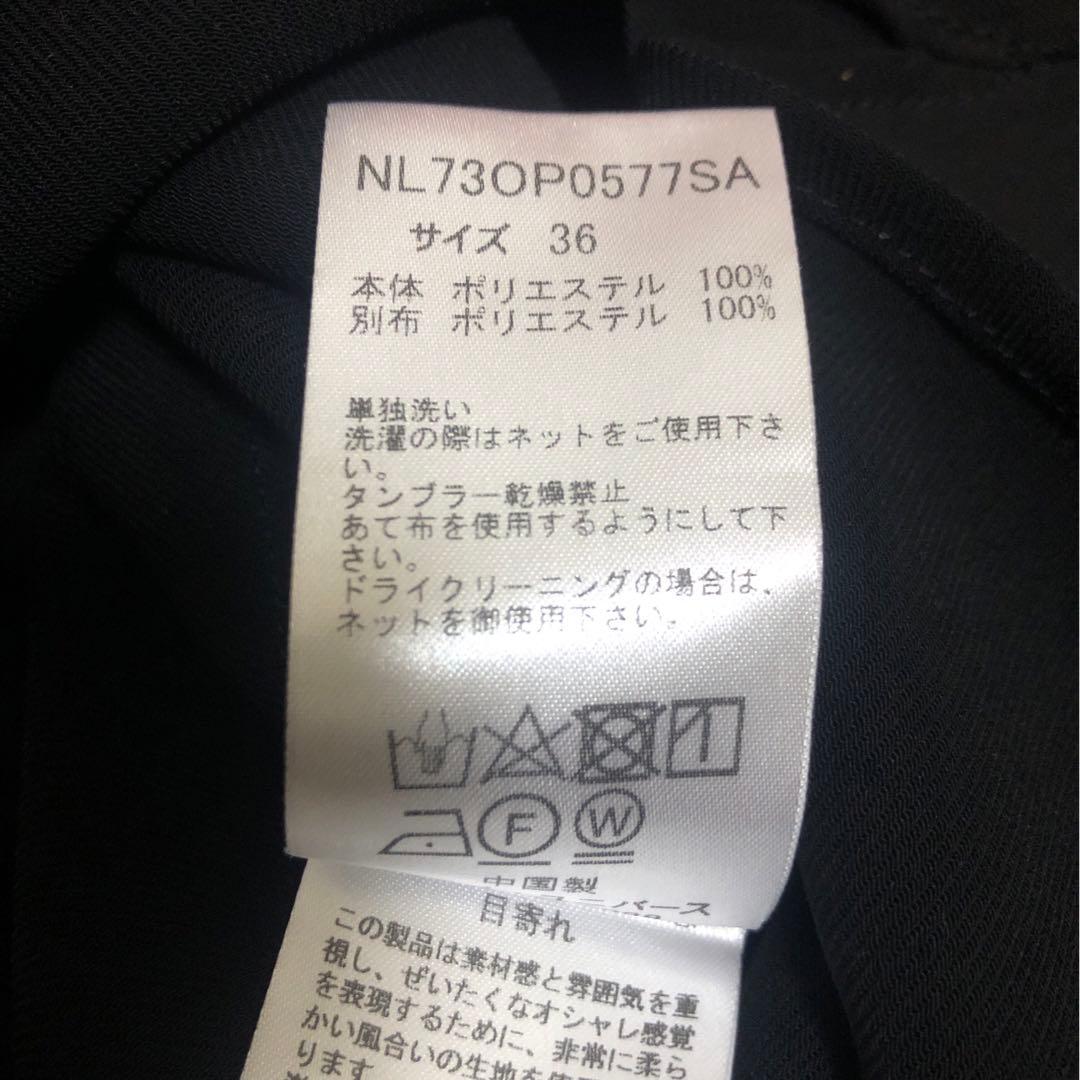 NL73OP0577SA
サイズ 36
本体 ポリエステル 100%
別布 ポリエステル 100%
単独洗い
洗濯の際はネットをご使用下さ
い。
タンブラー乾燥禁止
あて布を使用するようにして下
さい。
ドライクリーニングの場合は、
ネットを御使用下さい。
F W
中国製
バース
目寄れ
この製品は素材感と雰囲気を重
視し、ぜいたくなオシャレ感覚
を表現するために、非常に柔ら
かい風合いの生地を使
ります